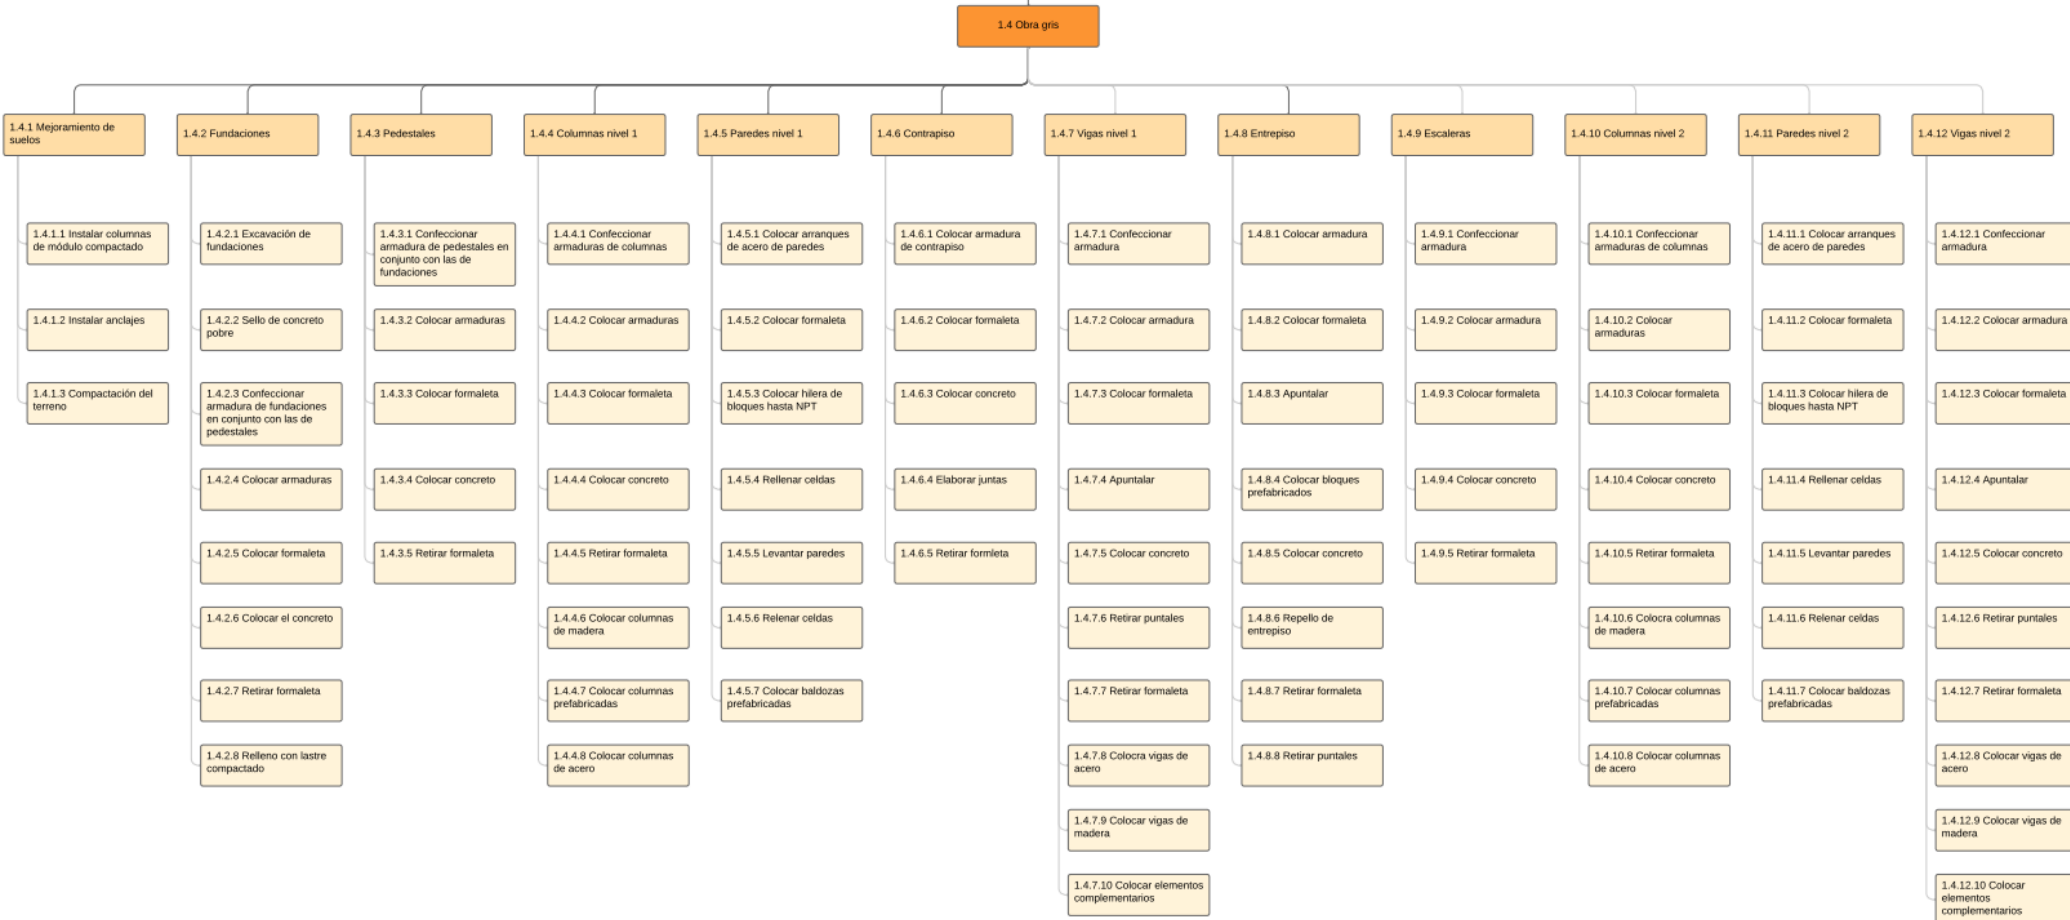 1.4 Obra gris
1.4.1 Mejoramiento de
suelos
1.4.2 Fundaciones
1.4.3 Pedestales
1.4.4 Columnas nivel 1
1.4.5 Paredes nivel 1
1.4.6 Contrapiso
1.4.7 Vigas nivel 1
1.4.8 Entrepiso
1.4.9 Escaleras
1.4.10 Columnas nivel 2
1.4.11 Paredes nivel 2
1.4.12 Vigas nivel 2
1.4.1.1 Instalar columnas
de módulo compactado
1.4.1.2 Instalar anclajes
1.4.1.3 Compactación del
terreno
1.4.2.1 Excavación de
fundaciones
1.4.2.2 Sello de concreto
pobre
1.4.2.3 Confeccionar
armadura de fundaciones
en conjunto con las de
pedestales
1.4.2.4 Colocar armaduras
1.4.2.5 Colocar formaleta
1.4.2.6 Colocar el concreto
1.4.2.7 Retirar formaleta
1.4.2.8 Relleno con lastre
compactado
1.4.3.1 Confeccionar
armadura de pedestales en
conjunto con las de
fundaciones
1.4.3.2 Colocar armaduras
1.4.3.3 Colocar formaleta
1.4.3.4 Colocar concreto
1.4.3.5 Retirar formaleta
1.4.4.1 Confeccionar
armaduras de columnas
1.4.4.2 Colocar armaduras
1.4.4.3 Colocar formaleta
1.4.4.4 Colocar concreto
1.4.4.5 Retirar formaleta
1.4.4.6 Colocar columnas
de madera
1.4.4.7 Colocar columnas
prefabricadas
1.4.4.8 Colocar columnas
de acero
1.4.5.1 Colocar arranques
de acero de paredes
1.4.5.2 Colocar formaleta
1.4.5.3 Colocar hilera de
bloques hasta NPT
1.4.5.4 Rellenar celdas
1.4.5.5 Levantar paredes
1.4.5.6 Relenar celdas
1.4.5.7 Colocar baldozas
prefabricadas
1.4.6.1 Colocar armadura
de contrapiso
1.4.6.2 Colocar formaleta
1.4.6.3 Colocar concreto
1.4.6.4 Elaborar juntas
1.4.6.5 Retirar formleta
1.4.7.1 Confeccionar
armadura
1.4.7.2 Colocar armadura
1.4.7.3 Colocar formaleta
1.4.7.4 Apuntalar
1.4.7.5 Colocar concreto
1.4.7.6 Retirar puntales
1.4.7.7 Retirar formaleta
1.4.7.8 Colocra vigas de
acero
1.4.7.9 Colocar vigas de
madera
1.4.7.10 Colocar elementos
complementarios
1.4.8.1 Colocar armadura
1.4.8.2 Colocar formaleta
1.4.8.3 Apuntalar
1.4.8.4 Colocar bloques
prefabricados
1.4.8.5 Colocar concreto
1.4.8.6 Repello de
entrepiso
1.4.8.7 Retirar formaleta
1.4.8.8 Retirar puntales
1.4.9.1 Confeccionar
armadura
1.4.9.2 Colocar armadura
1.4.9.3 Colocar formaleta
1.4.9.4 Colocar concreto
1.4.9.5 Retirar formaleta
1.4.10.1 Confeccionar
armaduras de columnas
1.4.10.2 Colocar
armaduras
1.4.10.3 Colocar formaleta
1.4.10.4 Colocar concreto
1.4.10.5 Retirar formaleta
1.4.10.6 Colocra columnas
de madera
1.4.10.7 Colocar columnas
prefabricadas
1.4.10.8 Colocar columnas
de acero
1.4.11.1 Colocar arranques
de acero de paredes
1.4.11.2 Colocar formaleta
1.4.11.3 Colocar hilera de
bloques hasta NPT
1.4.11.4 Rellenar celdas
1.4.11.5 Levantar paredes
1.4.11.6 Relenar celdas
1.4.11.7 Colocar baldozas
prefabricadas
1.4.12.1 Confeccionar
armadura
1.4.12.2 Colocar armadura
1.4.12.3 Colocar formaleta
1.4.12.4 Apuntalar
1.4.12.5 Colocar concreto
1.4.12.6 Retirar puntales
1.4.12.7 Retirar formaleta
1.4.12.8 Colocar vigas de
acero
1.4.12.9 Colocar vigas de
madera
1.4.12.10 Colocar
elementos
complementarios